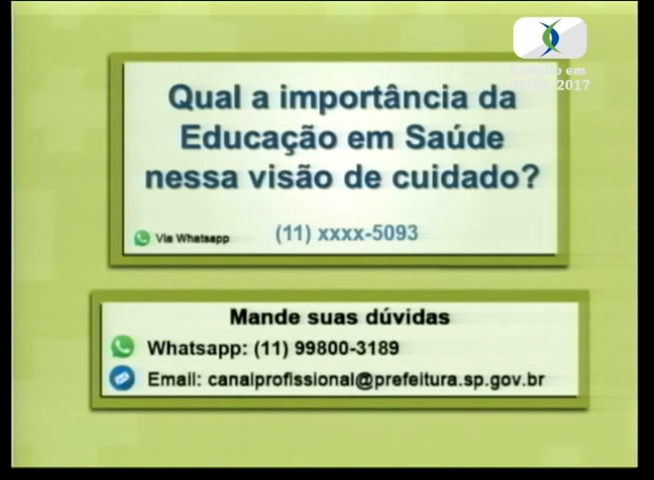 em
2017
Qual a importância da
Educação em Saúde
nessa visão de cuidado?
Via Whatsapp (11) xxxx-5093
Mande suas dúvidas
Whatsapp: (11) 99800-3189
Email: canalprofissional@prefeitura.sp.gov.br